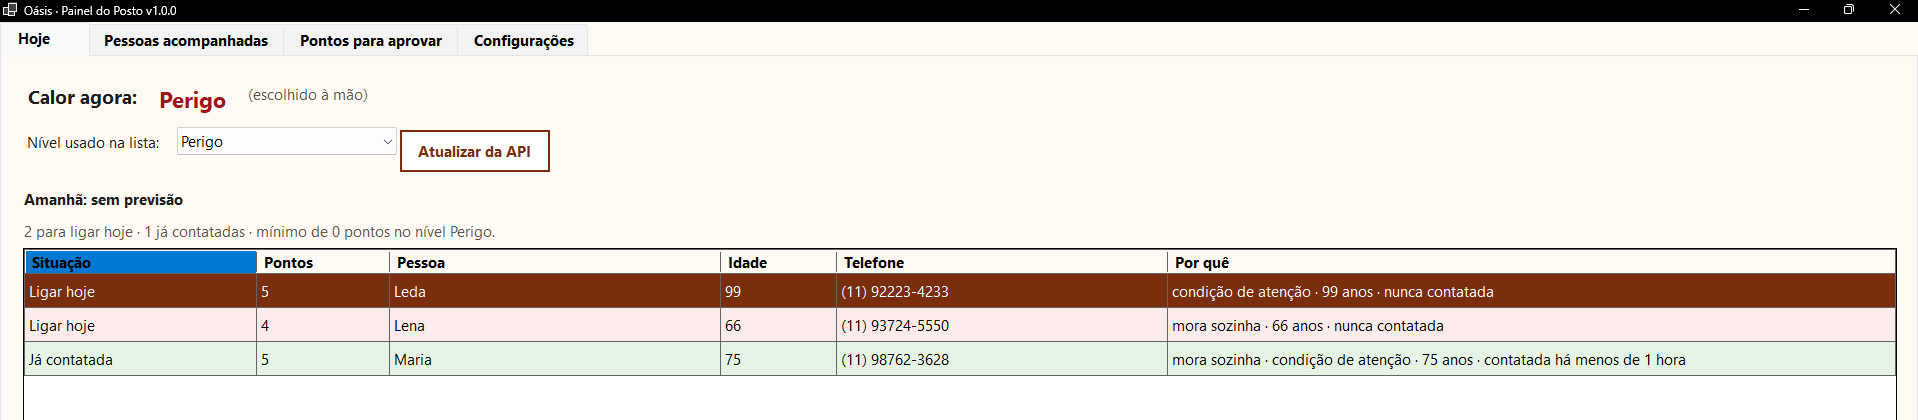 Oásis · Painel do Posto v1.0.0
Hoje Pessoas acompanhadas Pontos para aprovar Configurações
Calor agora: Perigo (escolhido à mão)
Nível usado na lista: Perigo Atualizar da API
Amanhã: sem previsão
2 para ligar hoje · 1 já contatadas · mínimo de 0 pontos no nível Perigo.
Situação Pontos Pessoa Idade Telefone Por quê
Ligar hoje 5 Leda 99 (11) 92223-4233 condição de atenção · 99 anos · nunca contatada
Ligar hoje 4 Lena 66 (11) 93724-5550 mora sozinha · 66 anos · nunca contatada
Já contatada 5 Maria 75 (11) 98762-3628 mora sozinha · condição de atenção · 75 anos · contatada há menos de 1 hora